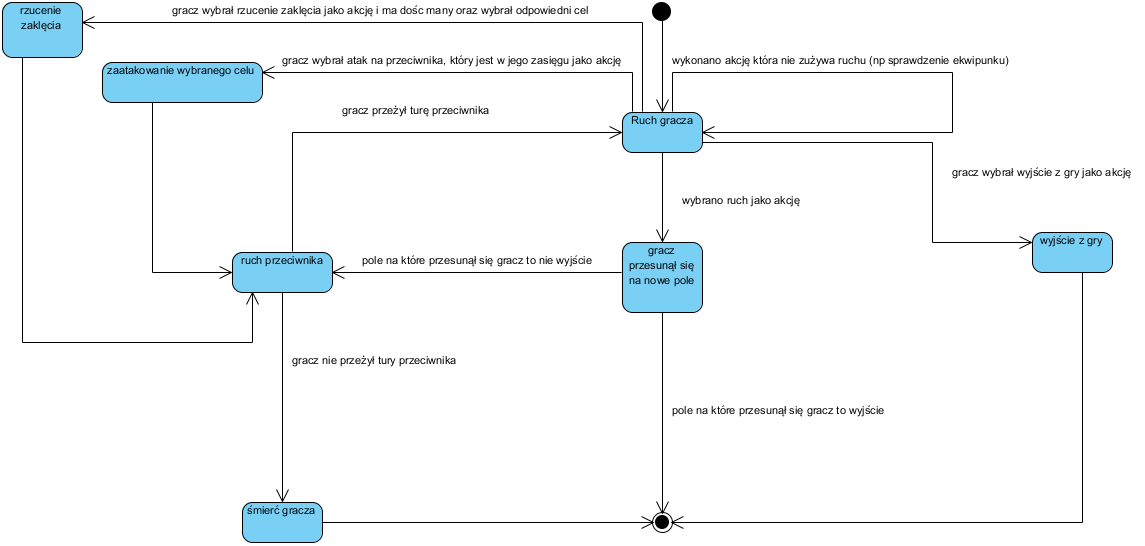 rzucenie
zaklęcia
gracz wybrał rzucenie zaklęcia jako akcję i ma dośc many oraz wybrał odpowiedni cel
zaatakowanie wybranego celu
gracz wybrał atak na przeciwnika, który jest w jego zasięgu jako akcję
wykonano akcję która nie zużywa ruchu (np sprawdzenie ekwipunku)
gracz przeżył turę przeciwnika
Ruch gracza
gracz wybrał wyjście z gry jako akcję
wybrano ruch jako akcję
wyjście z gry
ruch przeciwnika
pole na które przesunął się gracz to nie wyjście
gracz
przesunął się
na nowe pole
gracz nie przeżył tury przeciwnika
pole na które przesunął się gracz to wyjście
śmierć gracza